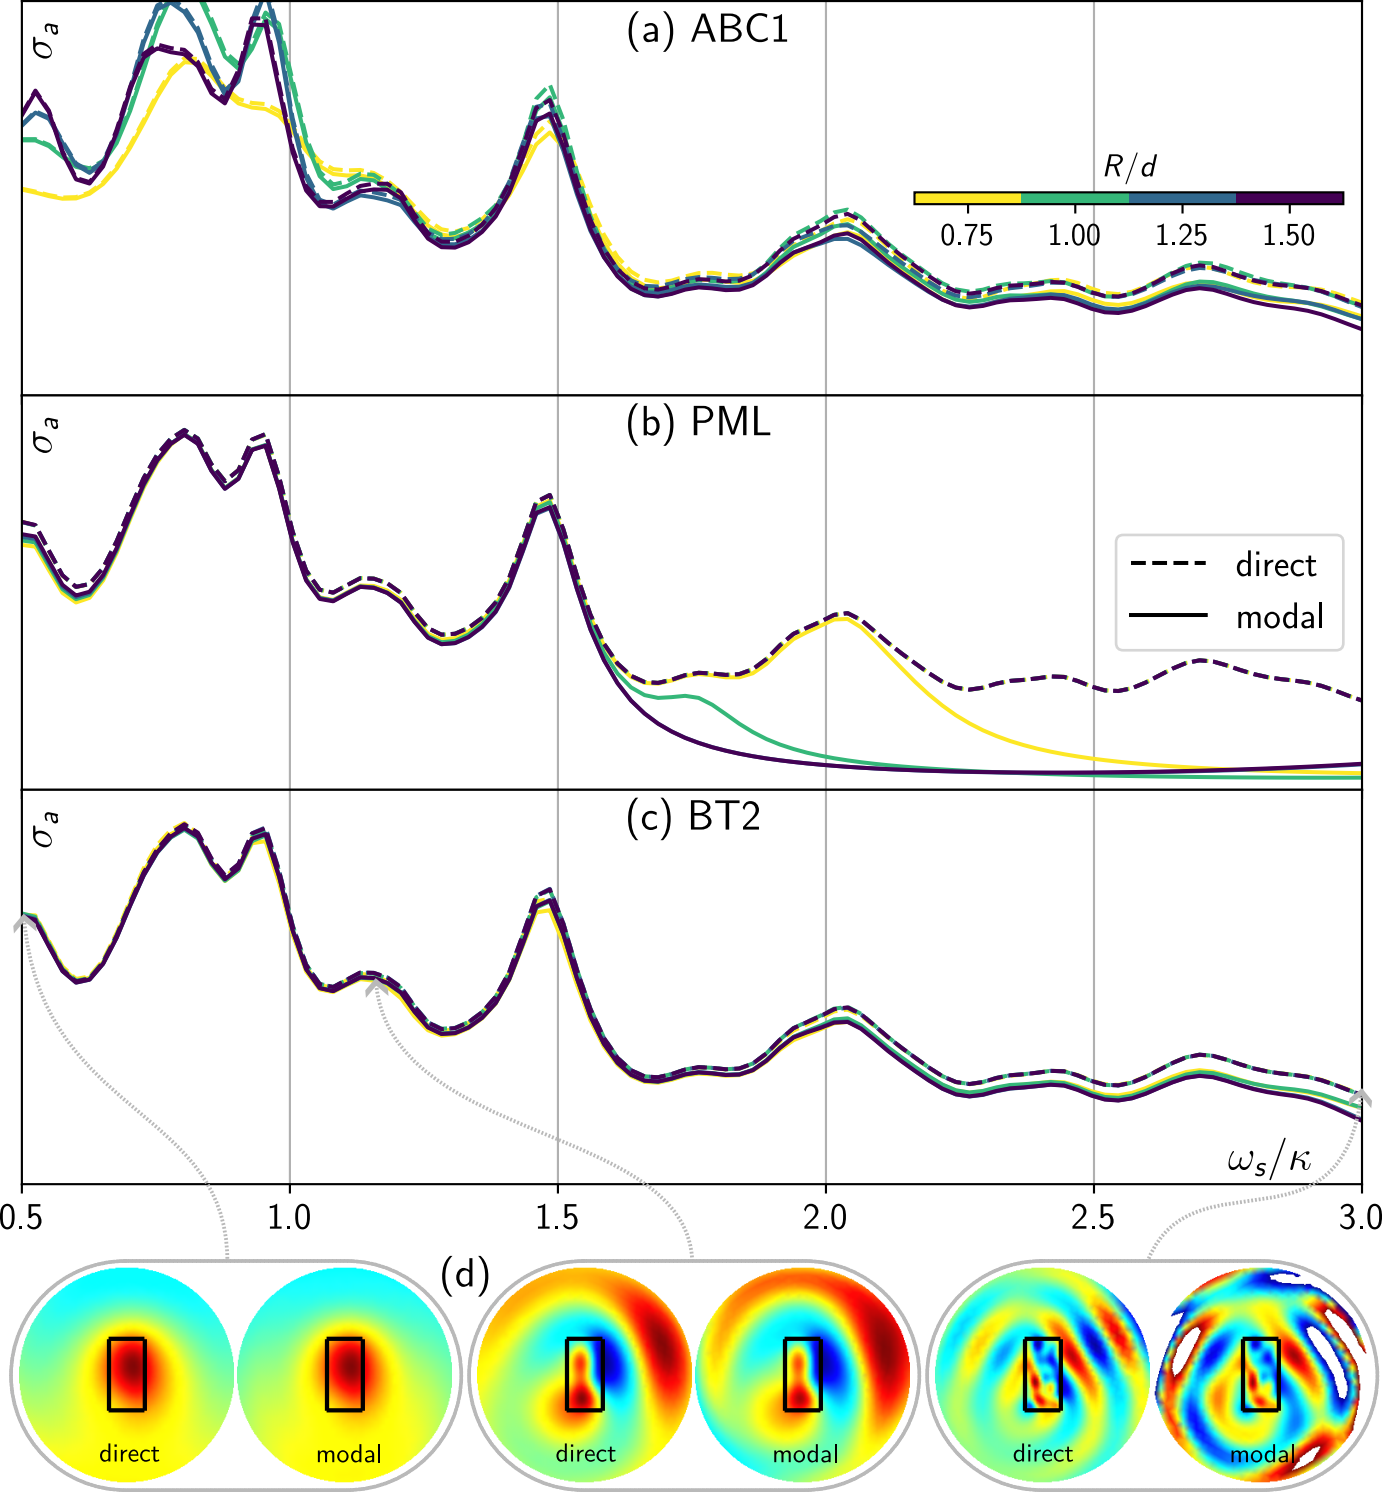 σₐ
(a) ABC1
R/d
0.75 1.00 1.25 1.50
σₐ
(b) PML
direct
modal
σₐ
(c) BT2
ωₛ/κ
0.5 1.0 1.5 2.0 2.5 3.0
(d)
direct modal direct modal direct modal